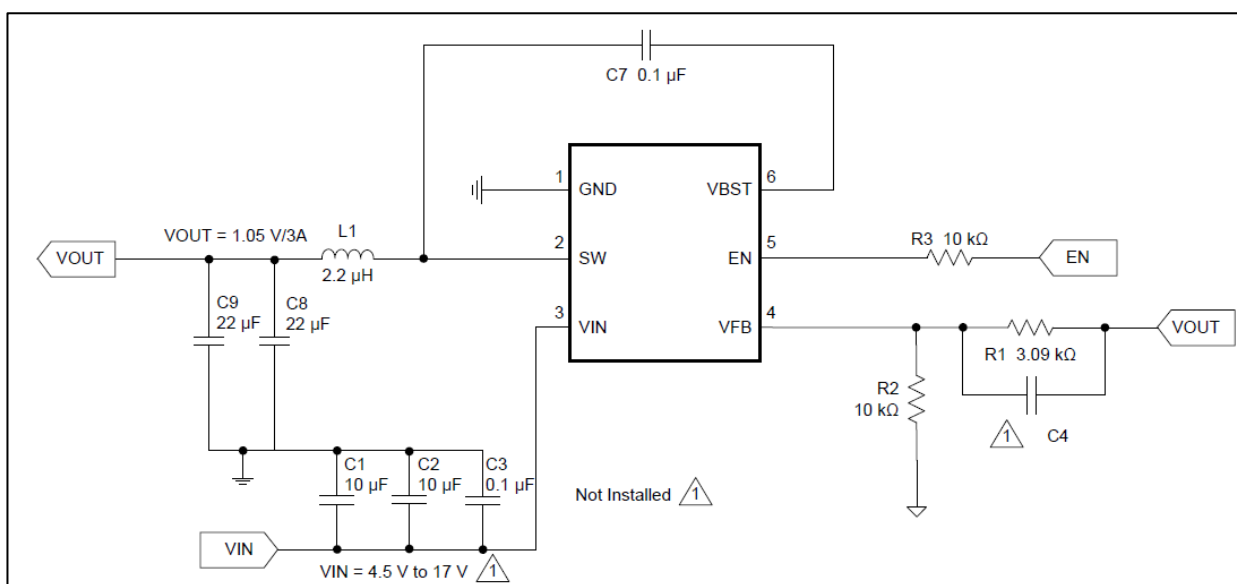 C7 0.1 µF
1
GND
VBST
6
VOUT = 1.05 V/3A
L1
2.2 µH
VOUT
2
SW
EN
5
R3 10 kΩ
EN
C9
22 µF
C8
22 µF
3
VIN
VFB
4
R1 3.09 kΩ
VOUT
R2
10 kΩ
1
C4
C1
10 µF
C2
10 µF
C3
0.1 µF
Not Installed 1
VIN
VIN = 4.5 V to 17 V 1